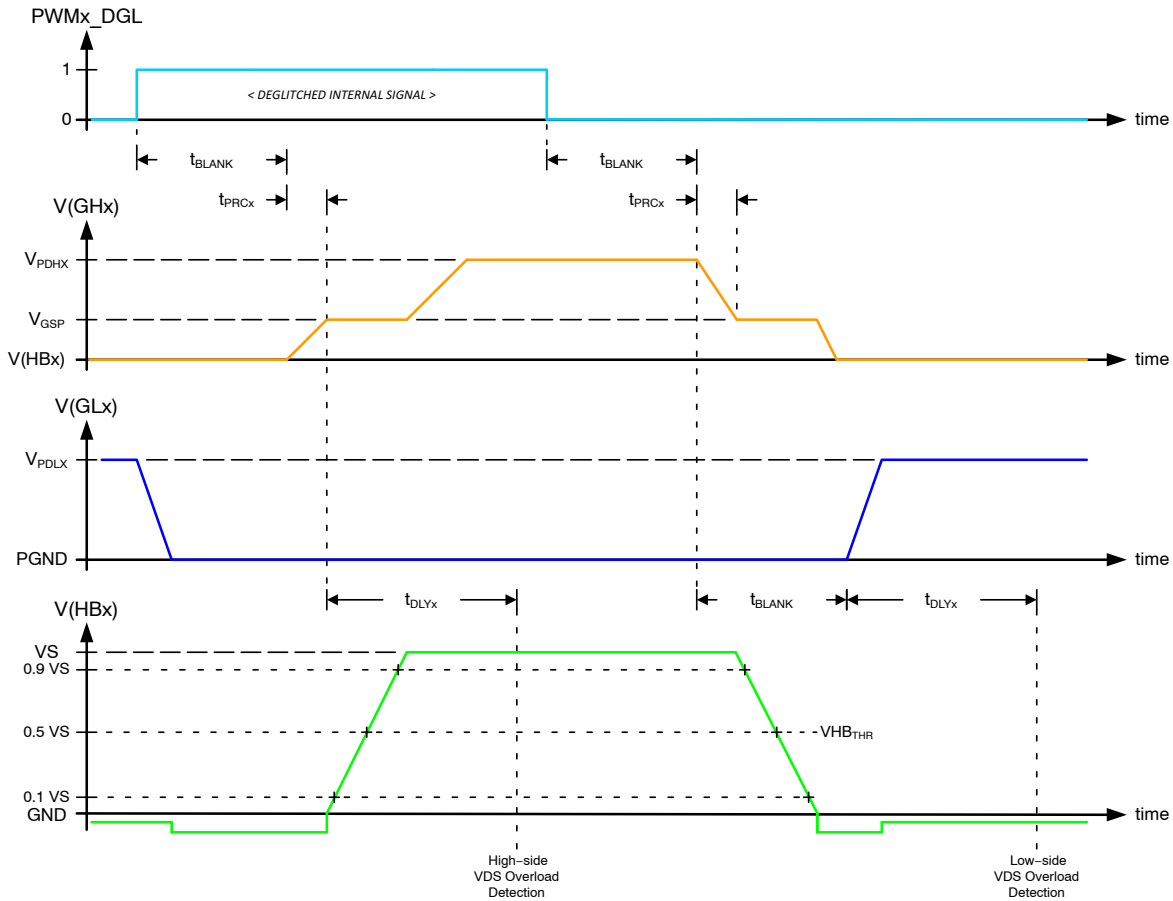 PWMx_DGL
1
< DEGLITCHED INTERNAL SIGNAL >
0
time
tBLANK
tBLANK
tPRCx
tPRCx
V(GHx)
VPDHX
VGSP
V(HBx)
time
V(GLx)
VPDLX
PGND
time
V(HBx)
tDLYx
tBLANK
tDLYx
VS
0.9 VS
0.5 VS
VHBTHR
0.1 VS
GND
time
High−side
VDS Overload
Detection
Low−side
VDS Overload
Detection